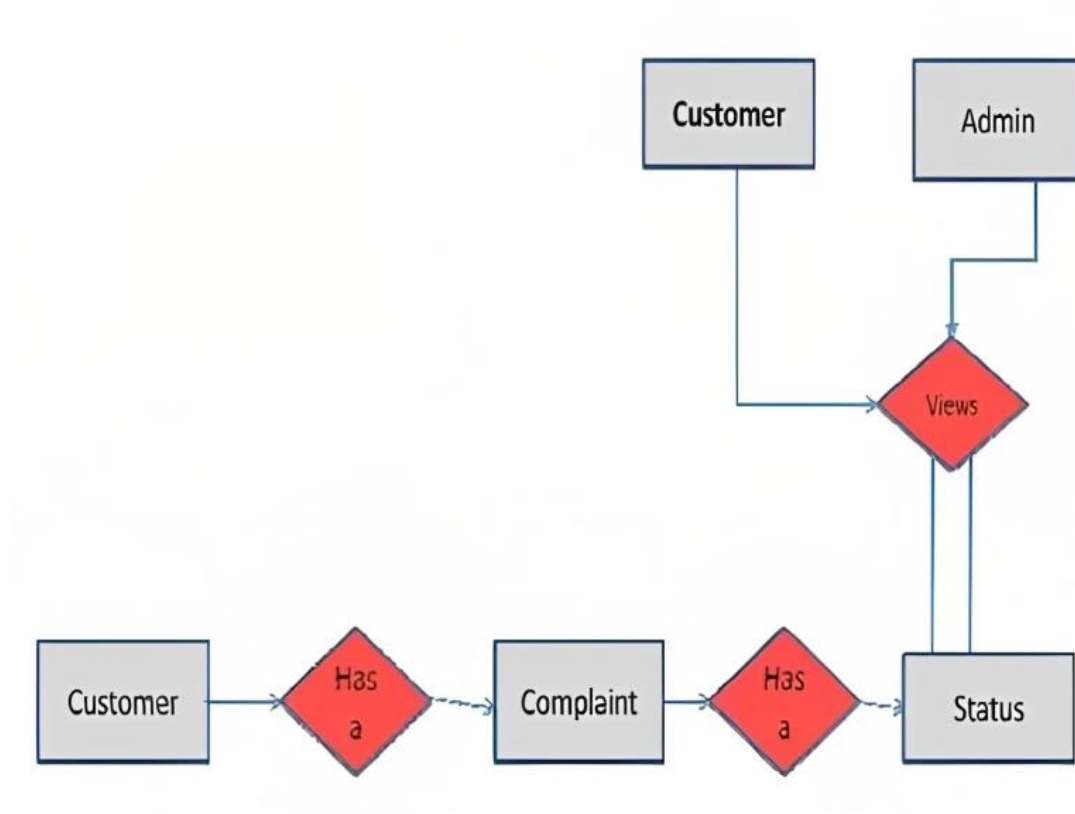 Customer
Admin
Views
Customer
Has
a
Complaint
Has
a
Status